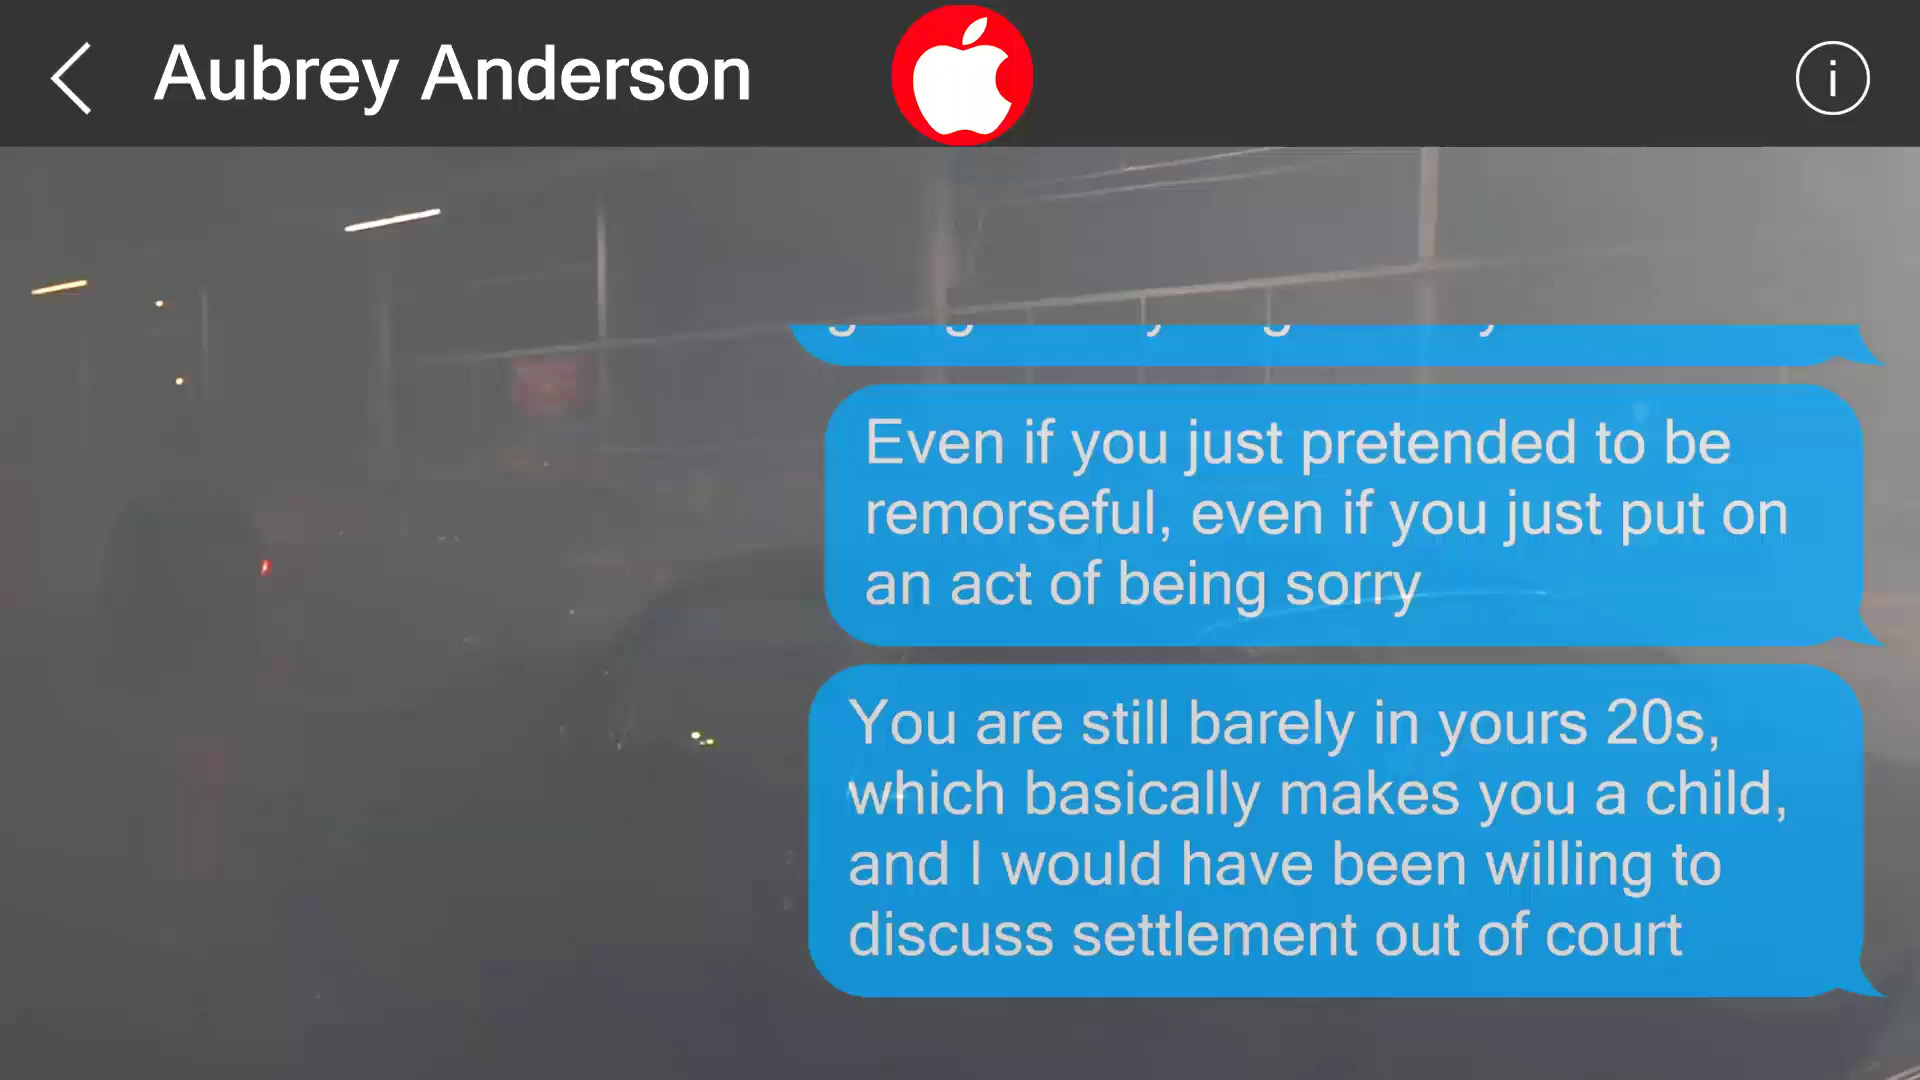 Aubrey Anderson
Even if you just pretended to be
remorseful, even if you just put on
an act of being sorry
You are still barely in yours 20s,
which basically makes you a child,
and I would have been willing to
discuss settlement out of court